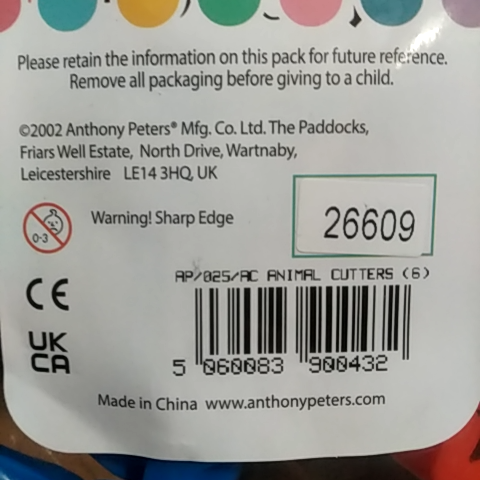 Please retain the information on this pack for future reference.
Remove all packaging before giving to a child.
©2002 Anthony Peters® Mfg. Co. Ltd. The Paddocks,
Friars Well Estate, North Drive, Wartnaby,
Leicestershire LE14 3HQ, UK
0-3
Warning! Sharp Edge
26609
CE
UK
CA
AP/025/AC ANIMAL CUTTERS (6)
5 060083 900432
Made in China www.anthonypeters.com